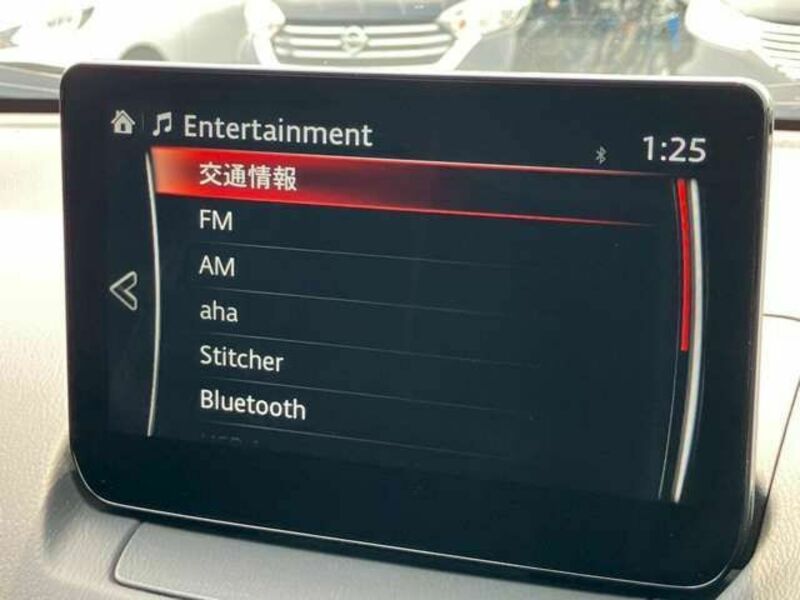 Entertainment
1:25
交通情報
FM
AM
aha
Stitcher
Bluetooth